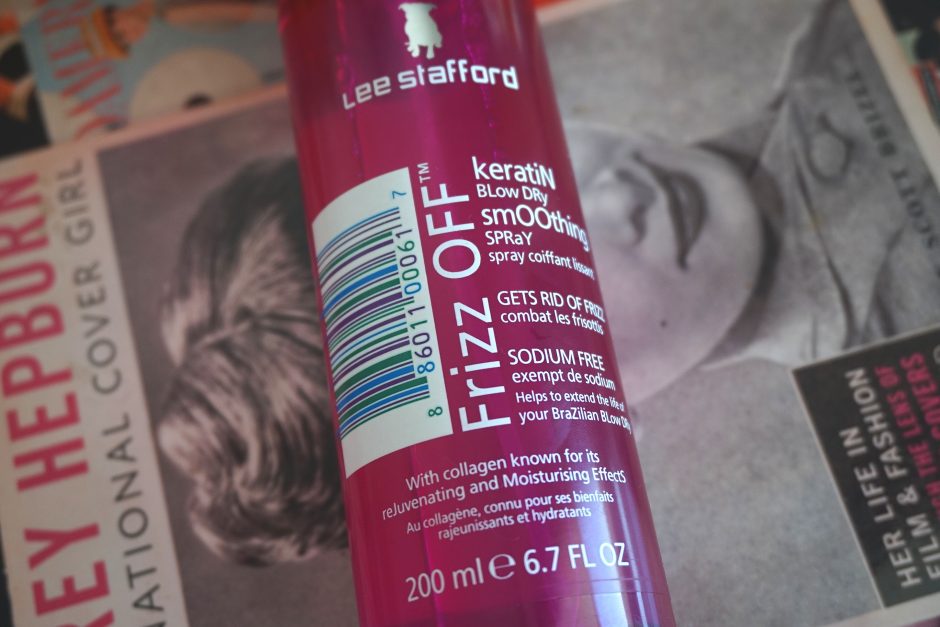 Lee Stafford
Frizz OFF™
8 86011 00061 7
keratiN
BLow DRy
smOOthing
SPRaY
spray coiffant lissant
GETS RID OF FRIZZ
combat les frisottis
SODIUM FREE
exempt de sodium
Helps to extend the life of
your BraZilian BLow DRy
With collagen known for its
reJuvenating and Moisturising EffectS
Au collagène, connu pour ses bienfaits
rajeunissants et hydratants
200 ml e 6.7 FL OZ
REY HEPBURN
NATIONAL COVER GIRL
HER LIFE IN
FILM & FASHION
THE LENS OF
COVERS